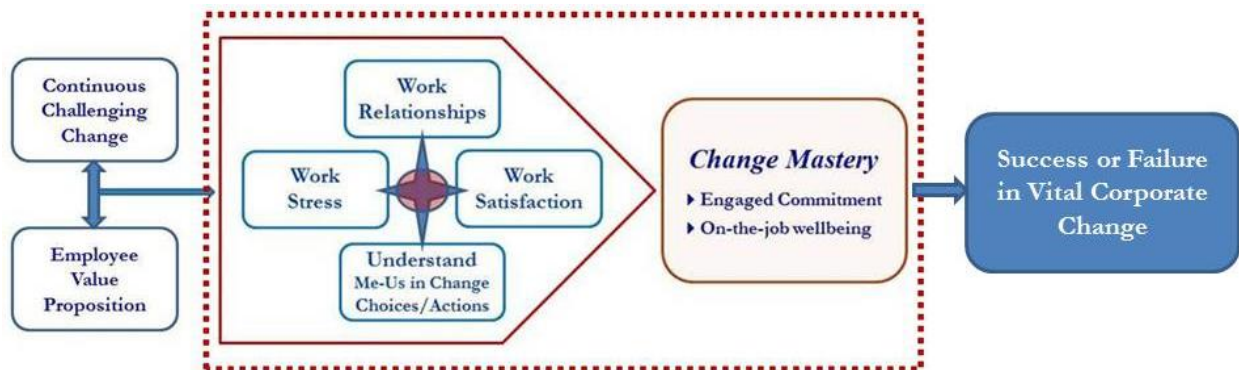 Continuous
Challenging
Change
Employee
Value
Proposition
Work
Relationships
Work
Stress
Work
Satisfaction
Understand
Me-Us in Change
Choices/Actions
Change Mastery
Engaged Commitment
On-the-job wellbeing
Success or Failure
in Vital Corporate
Change